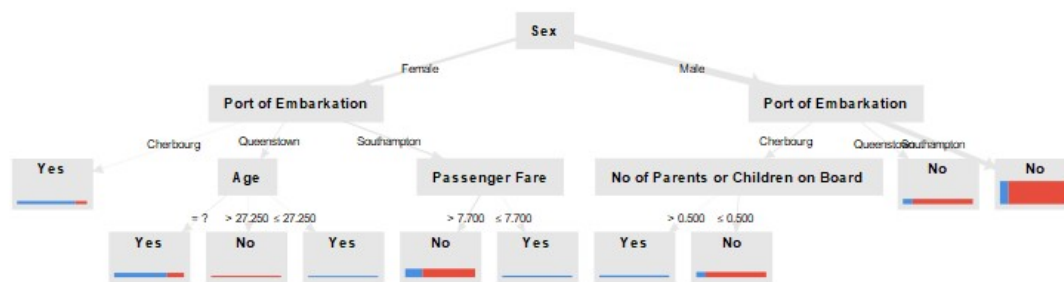 Sex
Female
Male
Port of Embarkation
Port of Embarkation
Cherbourg
Queenstown
Southampton
Cherbourg
Queenstown
Southampton
Yes
Age
Passenger Fare
No of Parents or Children on Board
No
No
= ?
> 27.250
≤ 27.250
> 7.700
≤ 7.700
> 0.500
≤ 0.500
Yes
No
Yes
No
Yes
Yes
No